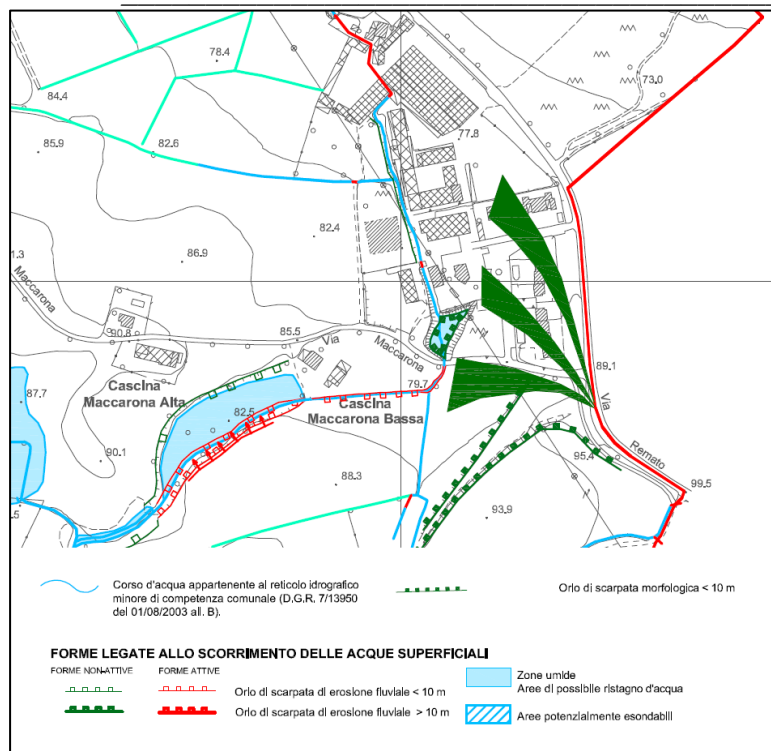 78.4
84.4
73.0
77.8
85.9
82.6
82.4
86.9
1.3
Maccarona
90.8
85.5
Via
Maccarona
89.1
Cascina
Maccarona Alta
79.7
Cascina
Maccarona Bassa
Via
Remato
87.7
82.5
90.1
88.3
95.4
99.5
93.9
.5
Corso d'acqua appartenente al reticolo idrografico
minore di competenza comunale (D.G.R. 7/13950
del 01/08/2003 all. B).
Orlo di scarpata morfologica < 10 m
FORME LEGATE ALLO SCORRIMENTO DELLE ACQUE SUPERFICIALI
FORME NON-ATTIVE FORME ATTIVE
Orlo di scarpata di erosione fluviale < 10 m
Orlo di scarpata di erosione fluviale > 10 m
Zone umide
Aree di possibile ristagno d'acqua
Aree potenzialmente esondabili